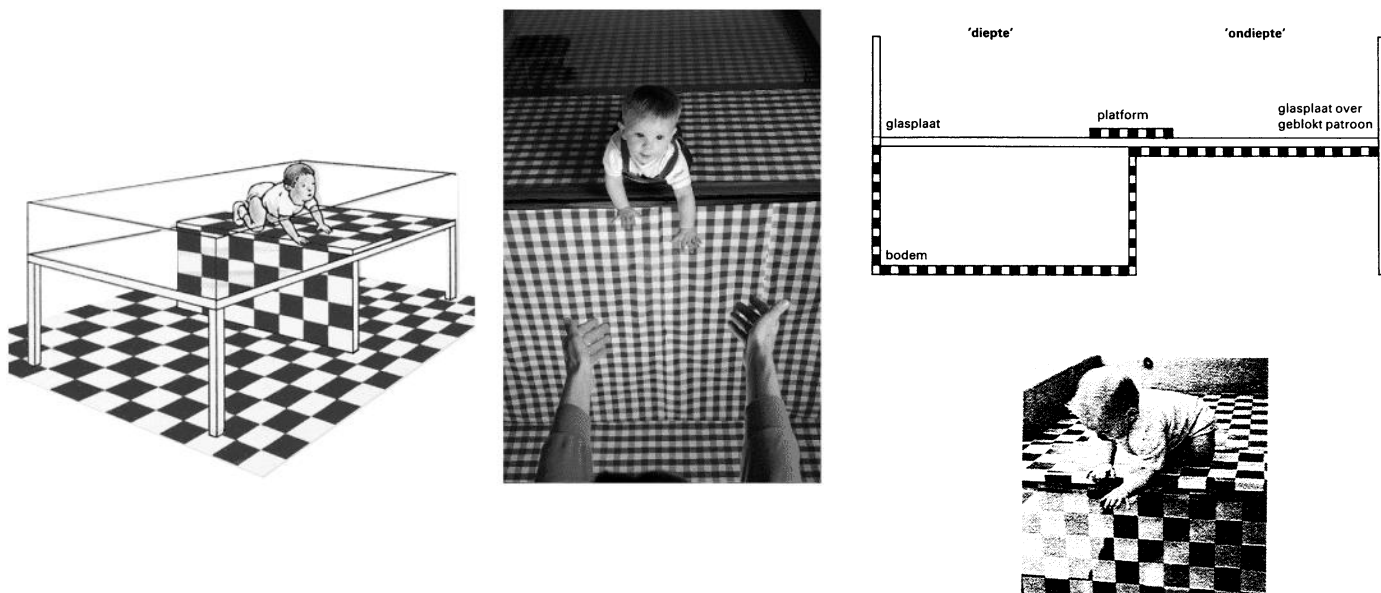 'diepte'
'ondiepte'
glasplaat
platform
glasplaat over
geblokt patroon
bodem